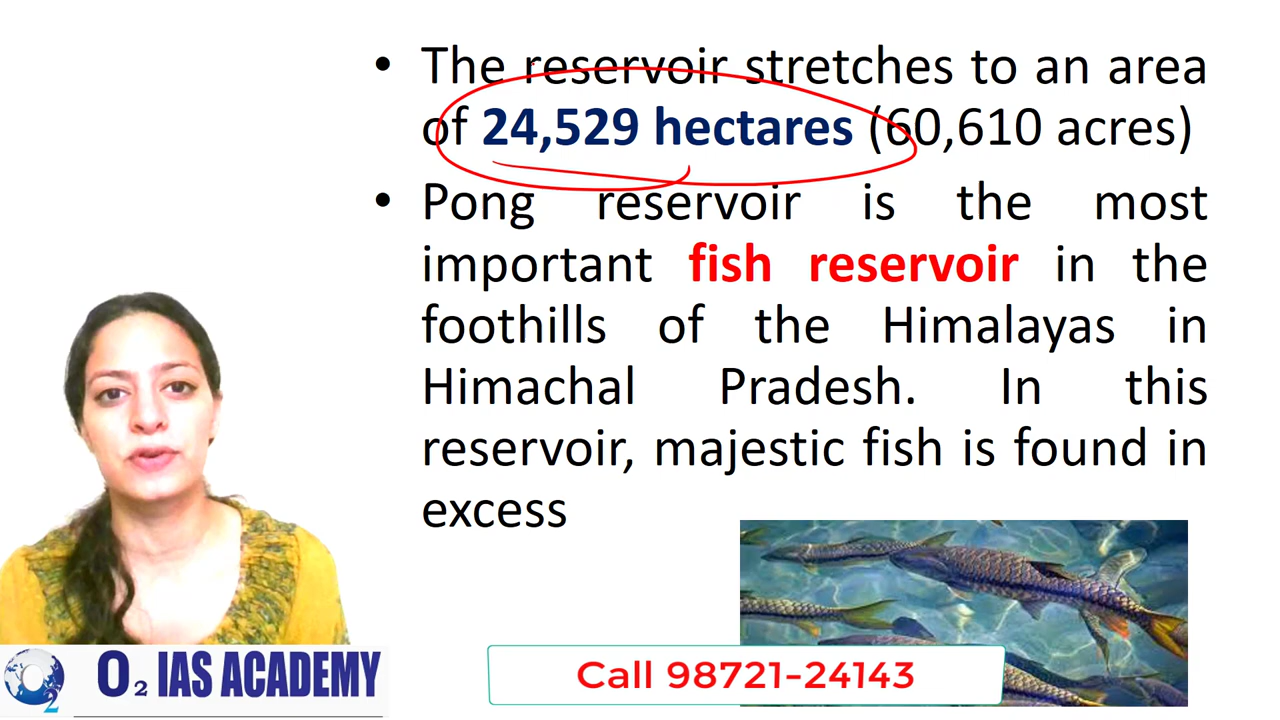 • The reservoir stretches to an area
of 24,529 hectares (60,610 acres)
• Pong reservoir is the most
important fish reservoir in the
foothills of the Himalayas in
Himachal Pradesh. In this
reservoir, majestic fish is found in
excess
O2 IAS ACADEMY
Call 98721-24143